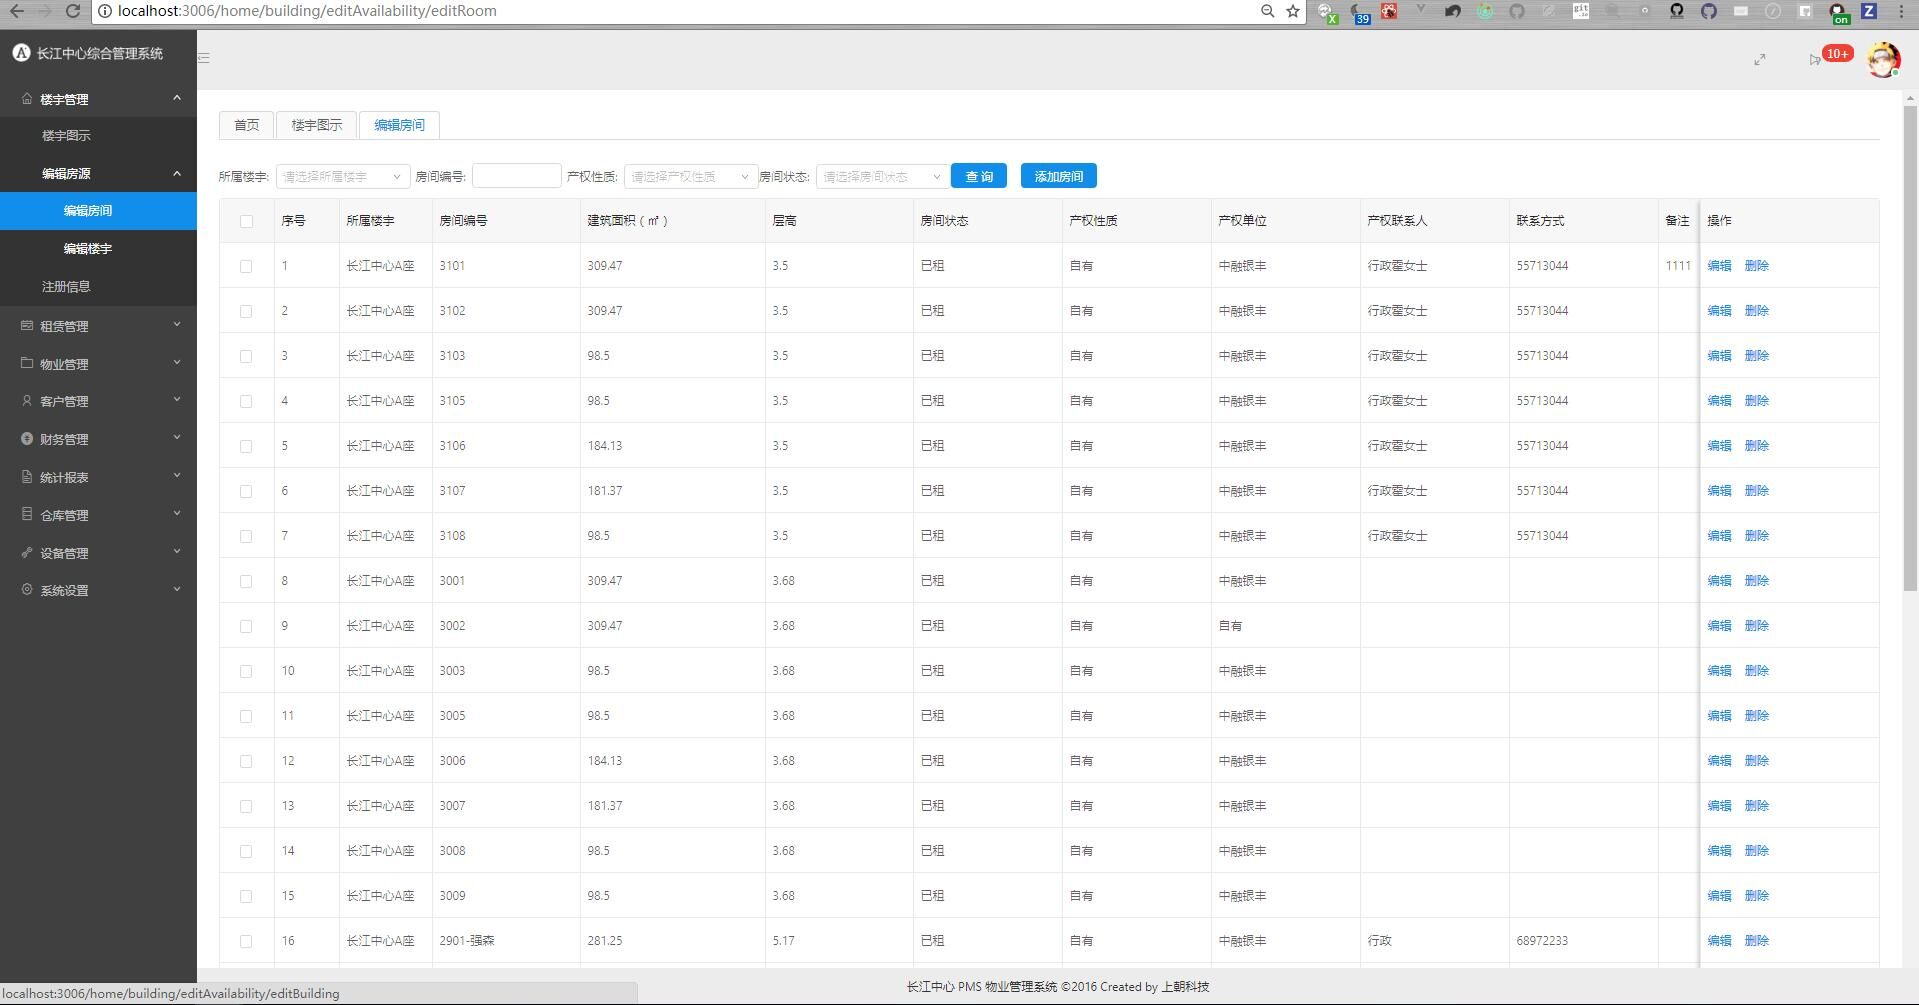 localhost:3006/home/building/editAvailability/editRoom
39
git
on
Z
长江中心综合管理系统
10+
楼宇管理
楼宇图示
编辑房源
编辑房间
编辑楼宇
注册信息
租赁管理
物业管理
客户管理
财务管理
统计报表
仓库管理
设备管理
系统设置
首页 楼宇图示 编辑房间
所属楼宇: 请选择所属楼宇 房间编号: 产权性质: 请选择产权性质 房间状态: 请选择房间状态 查 询 添加房间
序号 所属楼宇 房间编号 建筑面积（㎡） 层高 房间状态 产权性质 产权单位 产权联系人 联系方式 备注 操作
1 长江中心A座 3101 309.47 3.5 已租 自有 中融银丰 行政霍女士 55713044 1111 编辑 删除
2 长江中心A座 3102 309.47 3.5 已租 自有 中融银丰 行政霍女士 55713044 编辑 删除
3 长江中心A座 3103 98.5 3.5 已租 自有 中融银丰 行政霍女士 55713044 编辑 删除
4 长江中心A座 3105 98.5 3.5 已租 自有 中融银丰 行政霍女士 55713044 编辑 删除
5 长江中心A座 3106 184.13 3.5 已租 自有 中融银丰 行政霍女士 55713044 编辑 删除
6 长江中心A座 3107 181.37 3.5 已租 自有 中融银丰 行政霍女士 55713044 编辑 删除
7 长江中心A座 3108 98.5 3.5 已租 自有 中融银丰 行政霍女士 55713044 编辑 删除
8 长江中心A座 3001 309.47 3.68 已租 自有 中融银丰 编辑 删除
9 长江中心A座 3002 309.47 3.68 已租 自有 自有 编辑 删除
10 长江中心A座 3003 98.5 3.68 已租 自有 中融银丰 编辑 删除
11 长江中心A座 3005 98.5 3.68 已租 自有 中融银丰 编辑 删除
12 长江中心A座 3006 184.13 3.68 已租 自有 中融银丰 编辑 删除
13 长江中心A座 3007 181.37 3.68 已租 自有 中融银丰 编辑 删除
14 长江中心A座 3008 98.5 3.68 已租 自有 中融银丰 编辑 删除
15 长江中心A座 3009 98.5 3.68 已租 自有 中融银丰 编辑 删除
16 长江中心A座 2901-强森 281.25 5.17 已租 自有 中融银丰 行政 68972233 编辑 删除
长江中心 PMS 物业管理系统 ©2016 Created by 上朝科技
localhost:3006/home/building/editAvailability/editBuilding